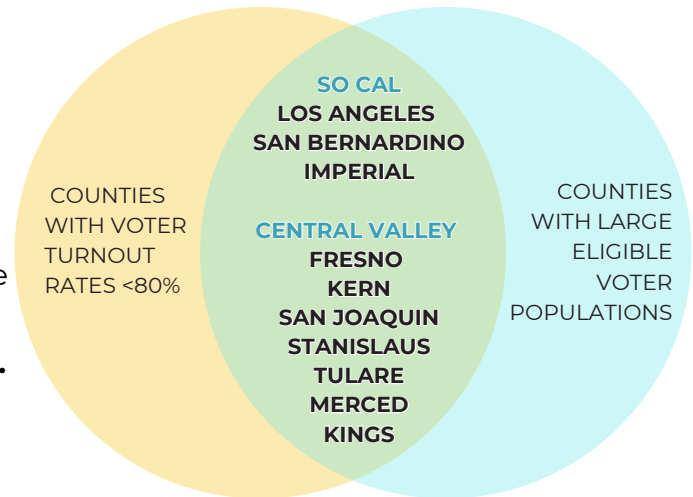 COUNTIES
WITH VOTER
TURNOUT
RATES <80%
e
.
SO CAL
LOS ANGELES
SAN BERNARDINO
IMPERIAL
CENTRAL VALLEY
FRESNO
KERN
SAN JOAQUIN
STANISLAUS
TULARE
MERCED
KINGS
COUNTIES
WITH LARGE
ELIGIBLE
VOTER
POPULATIONS